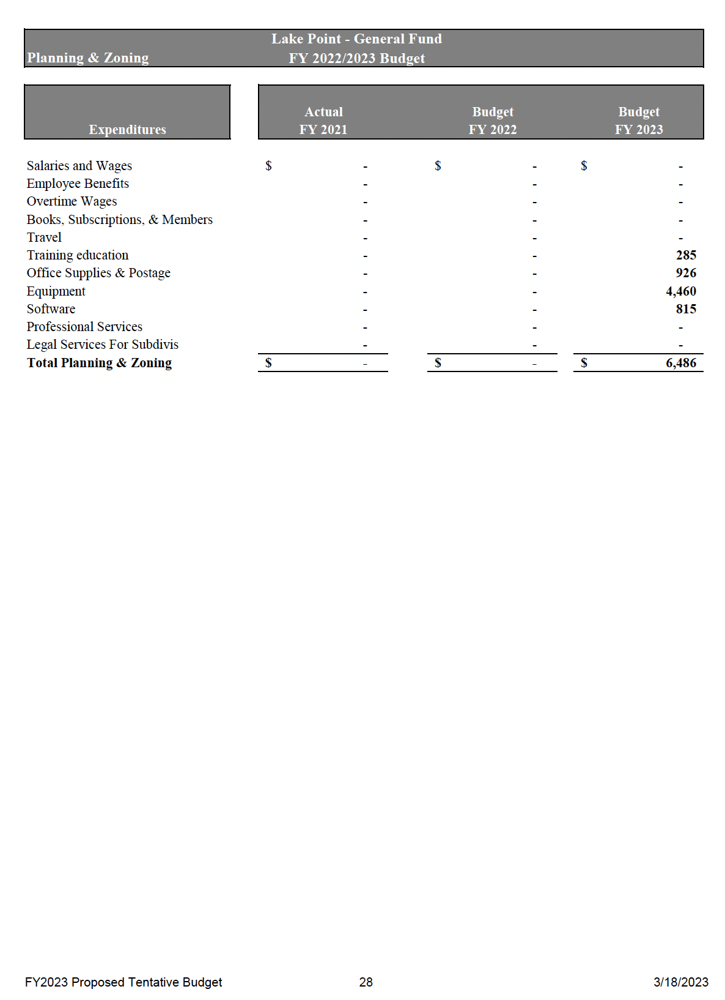 Lake Point - General Fund
Planning & Zoning FY 2022/2023 Budget
Actual Budget Budget
Expenditures FY 2021 FY 2022 FY 2023
Salaries and Wages $ - $ - $ -
Employee Benefits - - -
Overtime Wages - - -
Books, Subscriptions, & Members - - -
Travel - - -
Training education - - 285
Office Supplies & Postage - - 926
Equipment - - 4,460
Software - - 815
Professional Services - - -
Legal Services For Subdivis - - -
Total Planning & Zoning $ - $ - $ 6,486
FY2023 Proposed Tentative Budget 28 3/18/2023